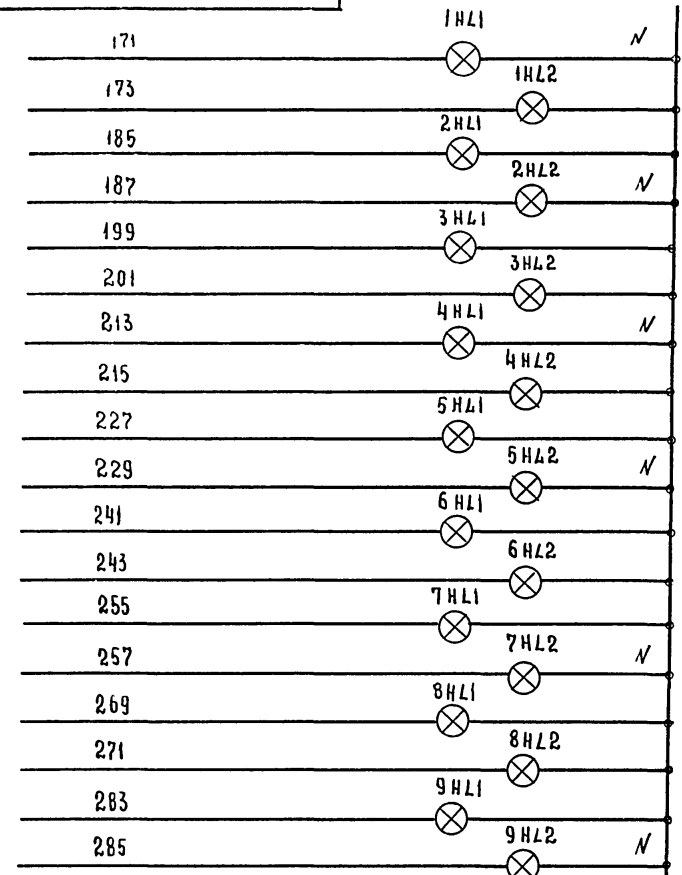 1HL1
171 N
1HL2
173
2HL1
185
2HL2
187 N
3HL1
199
3HL2
201
4HL1
213 N
4HL2
215
5HL1
227
5HL2
229 N
6HL1
241
6HL2
243
7HL1
255
7HL2
257 N
8HL1
269
8HL2
271
9HL1
283
9HL2
285 N